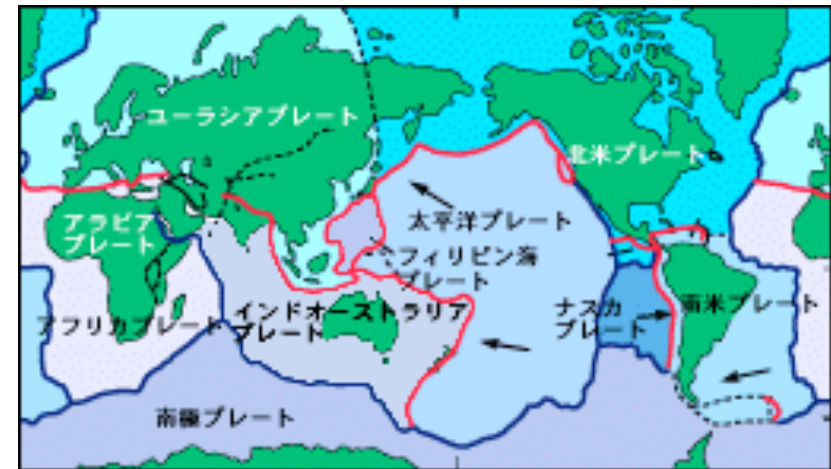 ユーラシアプレート
北米プレート
アラビア
プレート
太平洋プレート
フィリピン海
プレート
アフリカプレート
インドオーストラリア
プレート
ナスカ
プレート
南米プレート
南極プレート